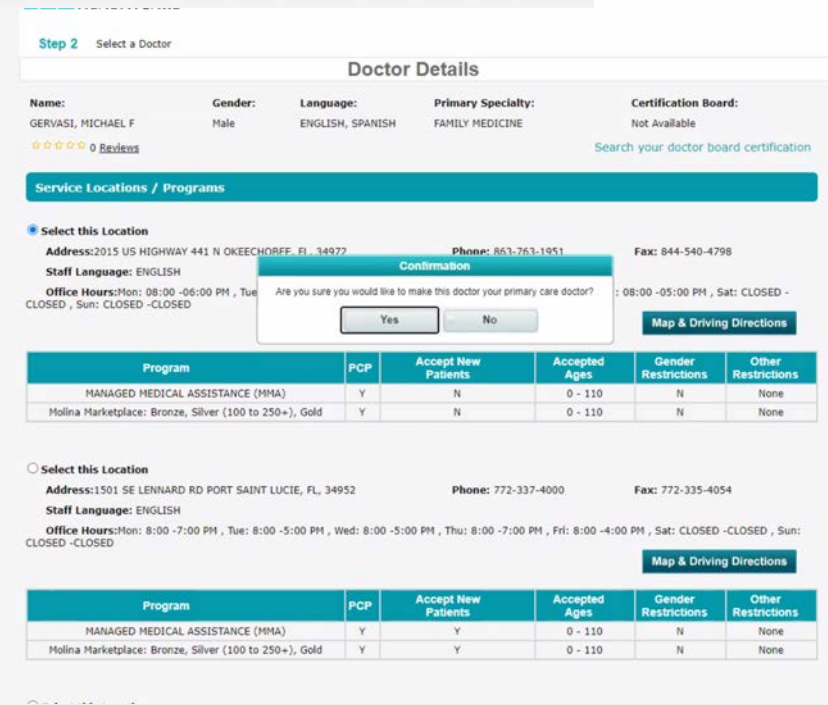 Step 2 Select a Doctor
Doctor Details
Name: Gender: Language: Primary Specialty: Certification Board:
GERVASI, MICHAEL F Male ENGLISH, SPANISH FAMILY MEDICINE Not Available
0 Reviews Search your doctor board certification
Service Locations / Programs
Select this Location
Address:2015 US HIGHWAY 441 N OKEECHOBEE, FL, 34972 Phone: 863-763-1951 Fax: 844-540-4798
Staff Language: ENGLISH
Confirmation
Are you sure you would like to make this doctor your primary care doctor?
Yes No
Office Hours:Mon: 08:00 -06:00 PM , Tue : 08:00 -05:00 PM , Sat: CLOSED -
CLOSED , Sun: CLOSED -CLOSED
Map & Driving Directions
Program PCP Accept New Patients Accepted Ages Gender Restrictions Other Restrictions
MANAGED MEDICAL ASSISTANCE (MMA) Y N 0 - 110 N None
Molina Marketplace: Bronze, Silver (100 to 250+), Gold Y N 0 - 110 N None
Select this Location
Address:1501 SE LENNARD RD PORT SAINT LUCIE, FL, 34952 Phone: 772-337-4000 Fax: 772-335-4054
Staff Language: ENGLISH
Office Hours:Mon: 8:00 -7:00 PM , Tue: 8:00 -5:00 PM , Wed: 8:00 -5:00 PM , Thu: 8:00 -7:00 PM , Fri: 8:00 -4:00 PM , Sat: CLOSED -CLOSED , Sun:
CLOSED -CLOSED
Map & Driving Directions
Program PCP Accept New Patients Accepted Ages Gender Restrictions Other Restrictions
MANAGED MEDICAL ASSISTANCE (MMA) Y Y 0 - 110 N None
Molina Marketplace: Bronze, Silver (100 to 250+), Gold Y Y 0 - 110 N None